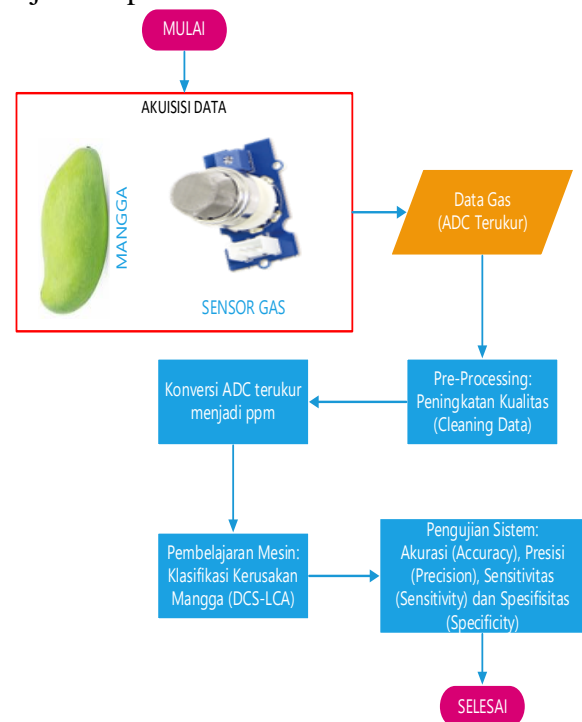 MULAI
AKUISISI DATA
MANGGA
SENSOR GAS
Data Gas
(ADC Terukur)
Pre-Processing:
Peningkatan Kualitas
(Cleaning Data)
Konversi ADC terukur
menjadi ppm
Pembelajaran Mesin:
Klasifikasi Kerusakan
Mangga (DCS-LCA)
Pengujian Sistem:
Akurasi (Accuracy), Presisi
(Precision), Sensitivitas
(Sensitivity) dan Spesifisitas
(Specificity)
SELESAI